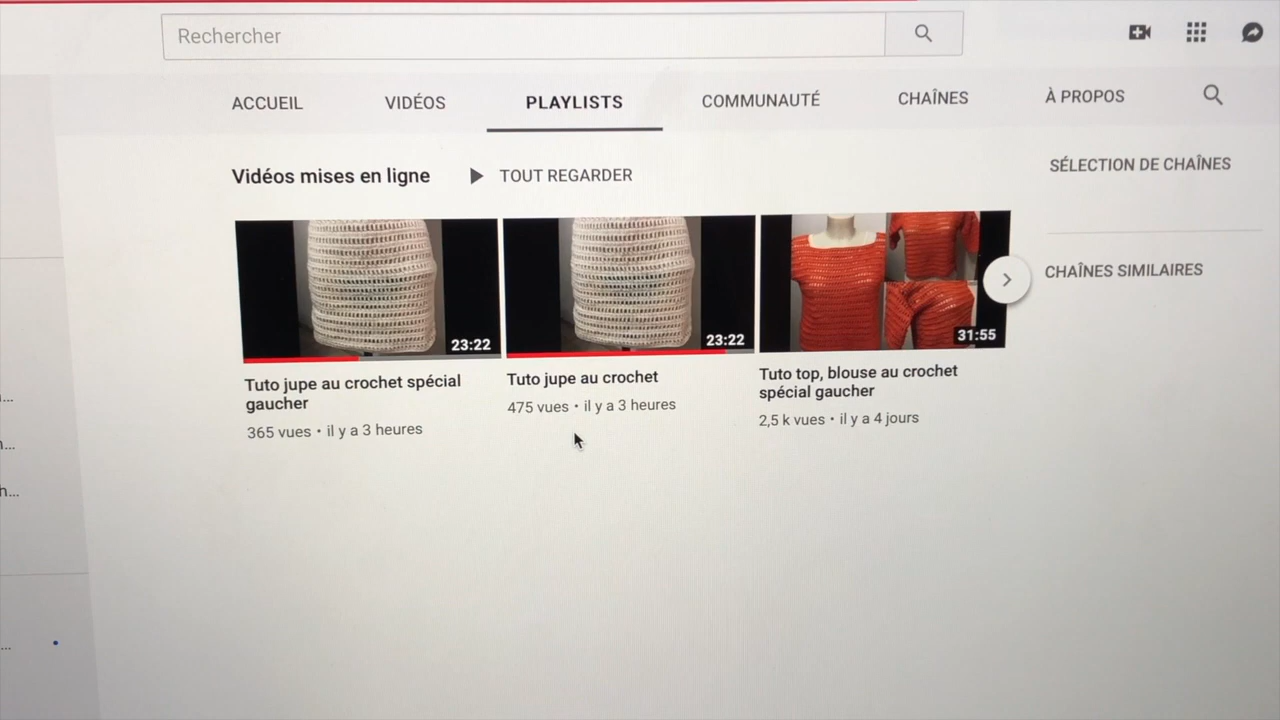 Rechercher
ACCUEIL
VIDÉOS
PLAYLISTS
COMMUNAUTÉ
CHAÎNES
À PROPOS
Vidéos mises en ligne
TOUT REGARDER
SÉLECTION DE CHAÎNES
CHAÎNES SIMILAIRES
23:22
Tuto jupe au crochet spécial
gaucher
365 vues • il y a 3 heures
23:22
Tuto jupe au crochet
475 vues • il y a 3 heures
31:55
Tuto top, blouse au crochet
spécial gaucher
2,5 k vues • il y a 4 jours